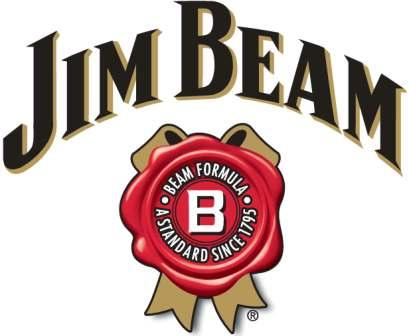 JIM BEAM
• BEAM FORMULA •
B
A STANDARD SINCE 1795
®